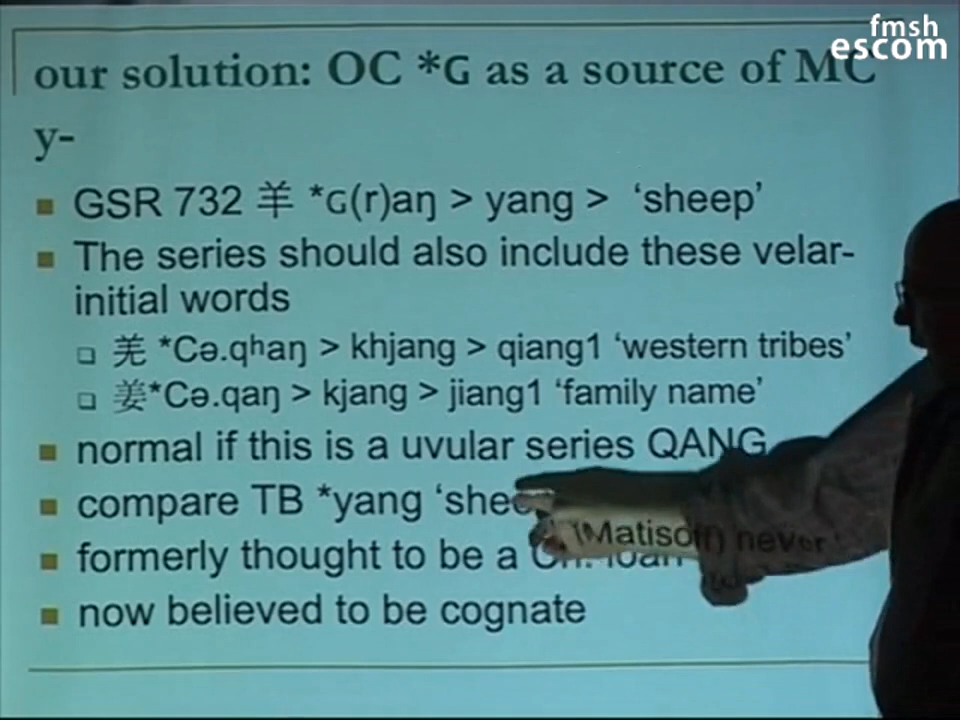 fmsh
escom
our solution: OC *ɢ as a source of MC
y-
GSR 732 羊 *ɢ(r)aŋ > yang > ‘sheep’
The series should also include these velar-
initial words
羌 *Cə.qʰaŋ > khjang > qiang1 ‘western tribes’
姜*Cə.qaŋ > kjang > jiang1 ‘family name’
normal if this is a uvular series QANG
compare TB *yang ‘shee (Matisoff) never
formerly thought to be a Ch. loan
now believed to be cognate